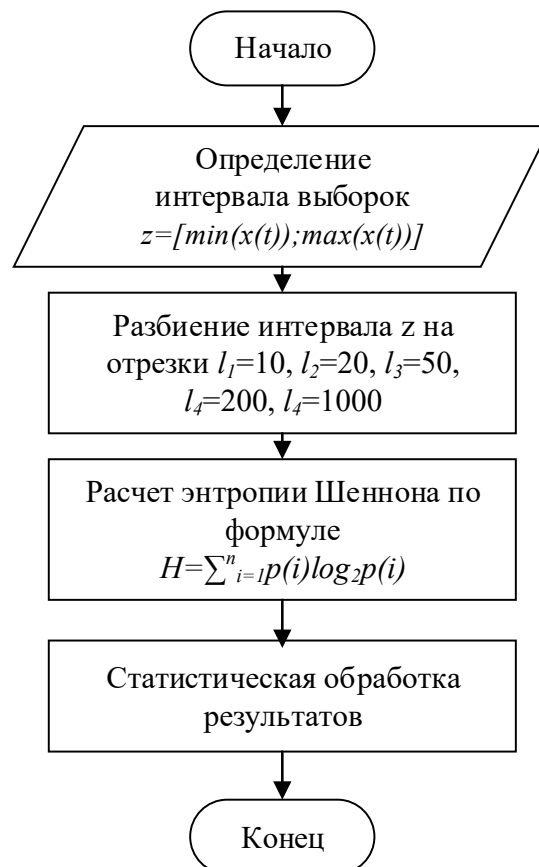 Начало
Определение
интервала выборок
z=[min(x(t));max(x(t))]
Разбиение интервала z на
отрезки l₁=10, l₂=20, l₃=50,
l₄=200, l₄=1000
Расчет энтропии Шеннона по
формуле
H=∑ⁿᵢ₌₁p(i)log₂p(i)
Статистическая обработка
результатов
Конец